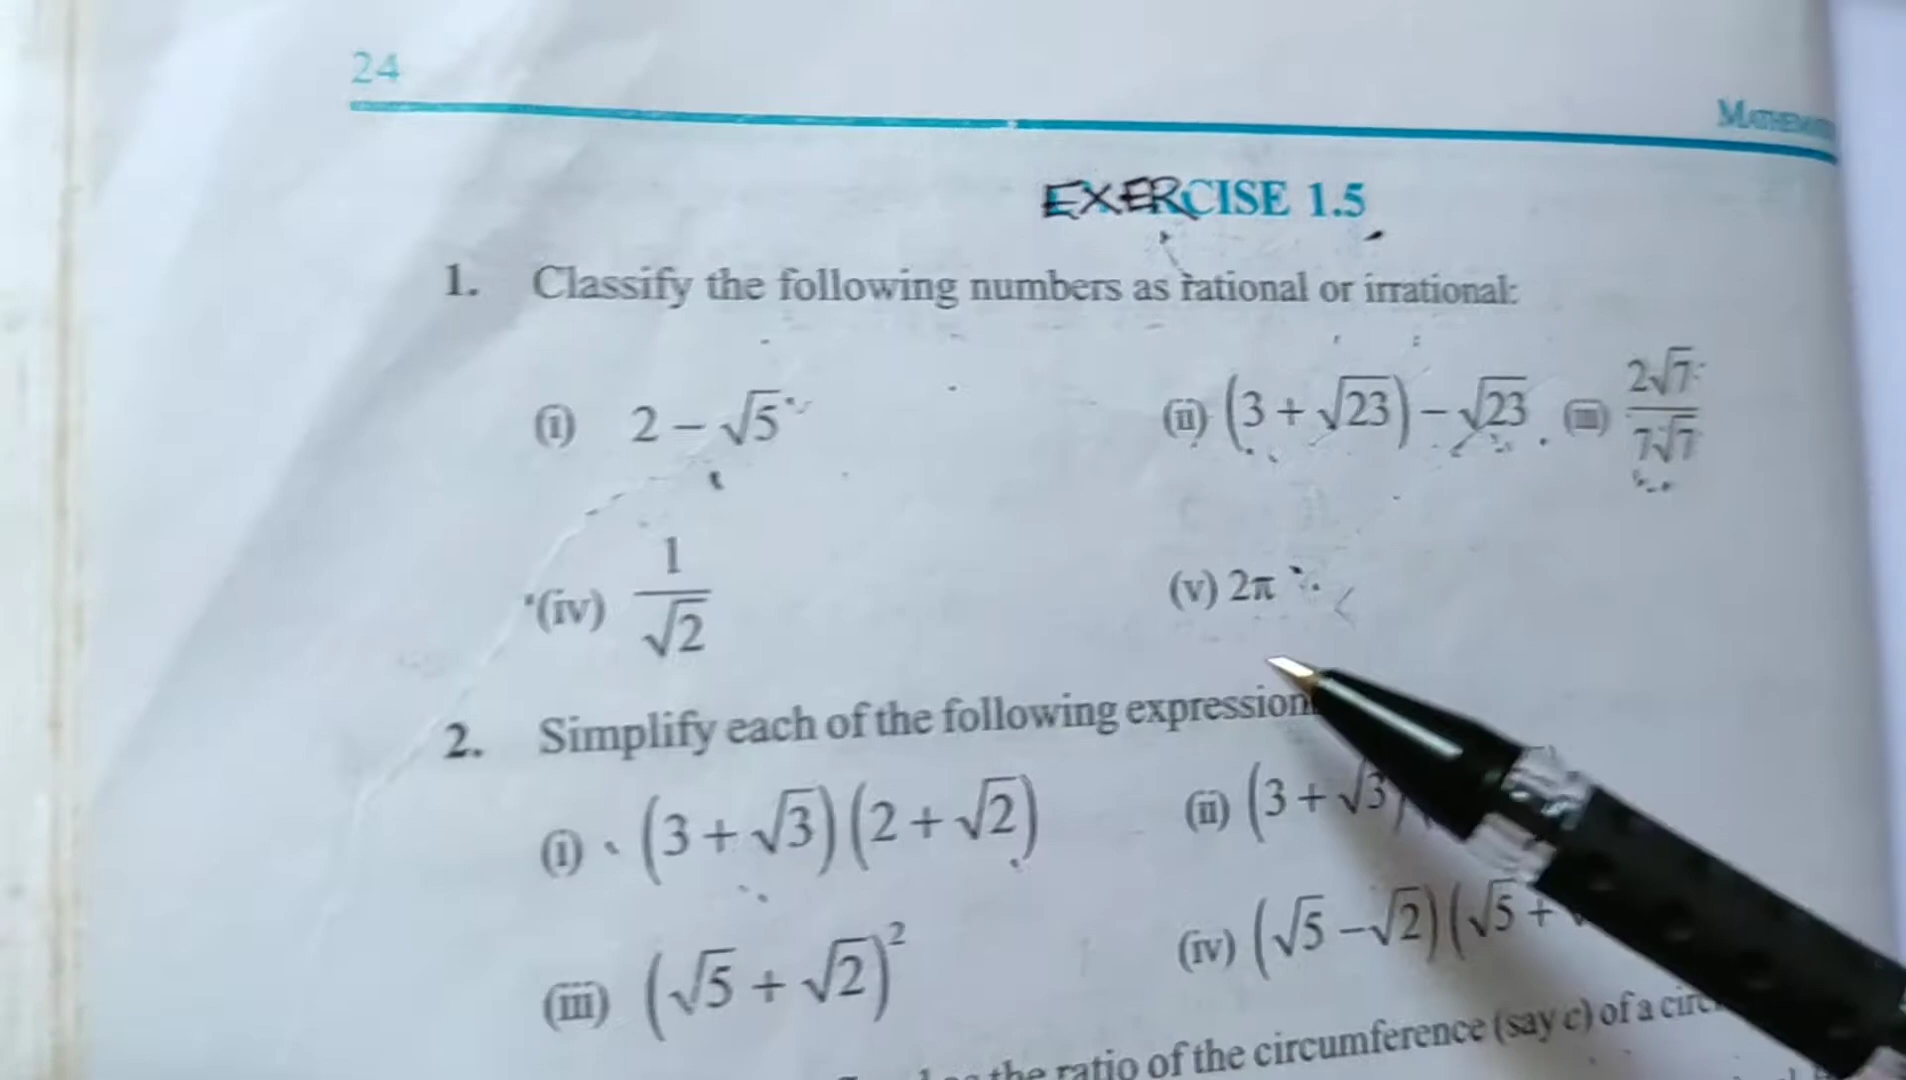 24
EXERCISE 1.5
1. Classify the following numbers as rational or irrational:
(i) 2 − √5 (ii) (3 + √23) − √23 (iii) 2√7/7√7
(iv) 1/√2 (v) 2π
2. Simplify each of the following expression
(i) (3 + √3)(2 + √2) (ii) (3 + √3)
(iii) (√5 + √2)² (iv) (√5 − √2)(√5 +
the ratio of the circumference (say c) of a